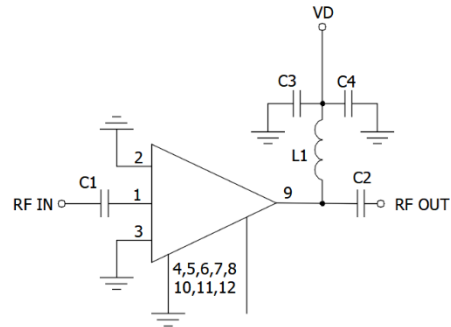 VD
C3
C4
L1
2
C1
9
C2
RF IN
1
RF OUT
3
4,5,6,7,8
10,11,12